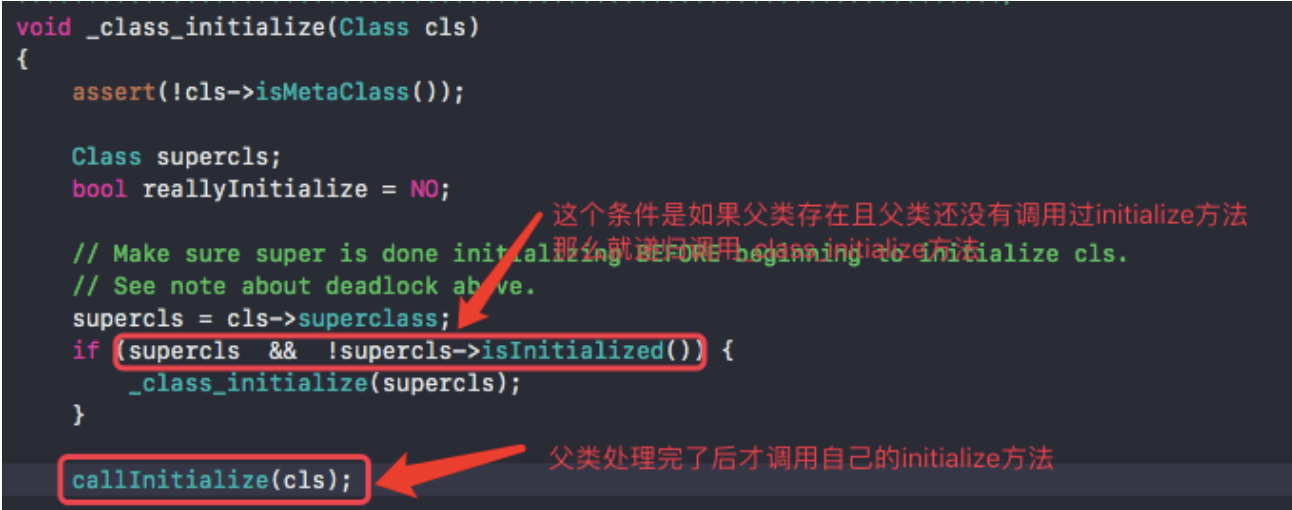 void _class_initialize(Class cls)
{
    assert(!cls->isMetaClass());
    Class supercls;
    bool reallyInitialize = NO;
这个条件是如果父类存在且父类还没有调用过initialize方法
那么就递归调用_class_initialize方法
    // Make sure super is done initializing BEFORE beginning to initialize cls.
    // See note about deadlock above.
    supercls = cls->superclass;
    if (supercls  &&  !supercls->isInitialized()) {
        _class_initialize(supercls);
    }
父类处理完了后才调用自己的initialize方法
    callInitialize(cls);